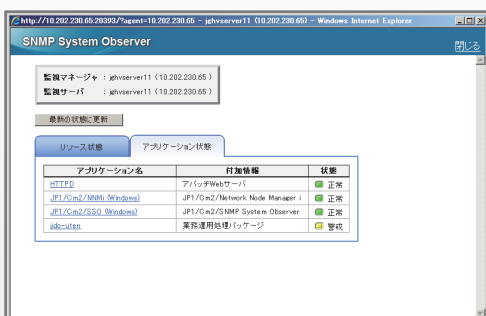 http://10.202.230.65:20393/?agent=10.202.230.65 - jghvserver11 (10.202.230.65) - Windows Internet Explorer
SNMP System Observer
閉じる
監視マネージャ : jghvserver11 ( 10.202.230.65 )
監視サーバ : jghvserver11 ( 10.202.230.65 )
最新の状態に更新
リソース状態 アプリケーション状態
アプリケーション名 付加情報 状態
HTTPD アパッチWebサーバ 正常
JP1/Cm2/NNMi (Windows) JP1/Cm2/Network Node Manager i 正常
JP1/Cm2/SSO (Windows) JP1/Cm2/SNMP System Observer 正常
jido-uten 業務運用処理パッケージ 警戒